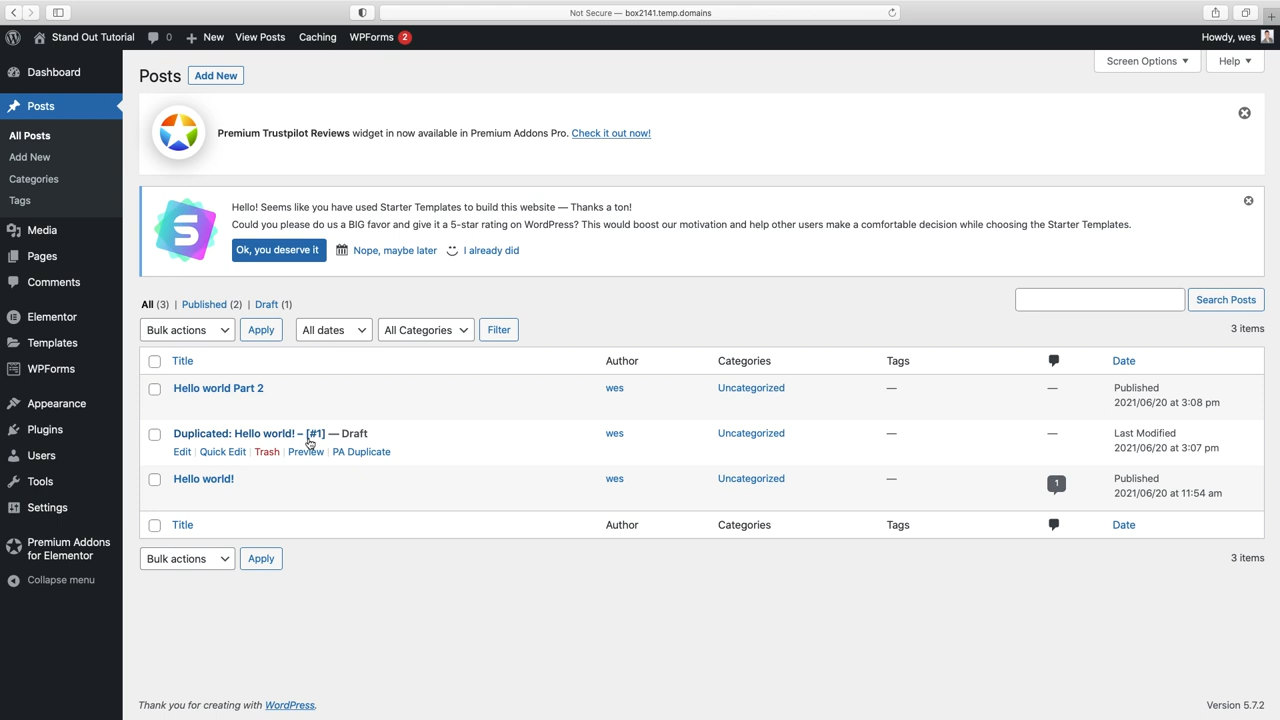 Not Secure — box2141.temp.domains
Stand Out Tutorial 0 New View Posts Caching WPForms 2 Howdy, wes
Dashboard
Posts
All Posts
Add New
Categories
Tags
Media
Pages
Comments
Elementor
Templates
WPForms
Appearance
Plugins
Users
Tools
Settings
Premium Addons
for Elementor
Collapse menu
Screen Options ▼ Help ▼
Posts Add New
Premium Trustpilot Reviews widget in now available in Premium Addons Pro. Check it out now!
Hello! Seems like you have used Starter Templates to build this website — Thanks a ton!
Could you please do us a BIG favor and give it a 5-star rating on WordPress? This would boost our motivation and help other users make a comfortable decision while choosing the Starter Templates.
Ok, you deserve it Nope, maybe later I already did
All (3) | Published (2) | Draft (1)
Search Posts
Bulk actions Apply All dates All Categories Filter 3 items
Title Author Categories Tags Date
Hello world Part 2 wes Uncategorized — — Published
2021/06/20 at 3:08 pm
Duplicated: Hello world! – [#1] — Draft wes Uncategorized — — Last Modified
Edit | Quick Edit | Trash | Preview | PA Duplicate 2021/06/20 at 3:07 pm
Hello world! wes Uncategorized — 1 Published
2021/06/20 at 11:54 am
Title Author Categories Tags Date
Bulk actions Apply 3 items
Thank you for creating with WordPress. Version 5.7.2